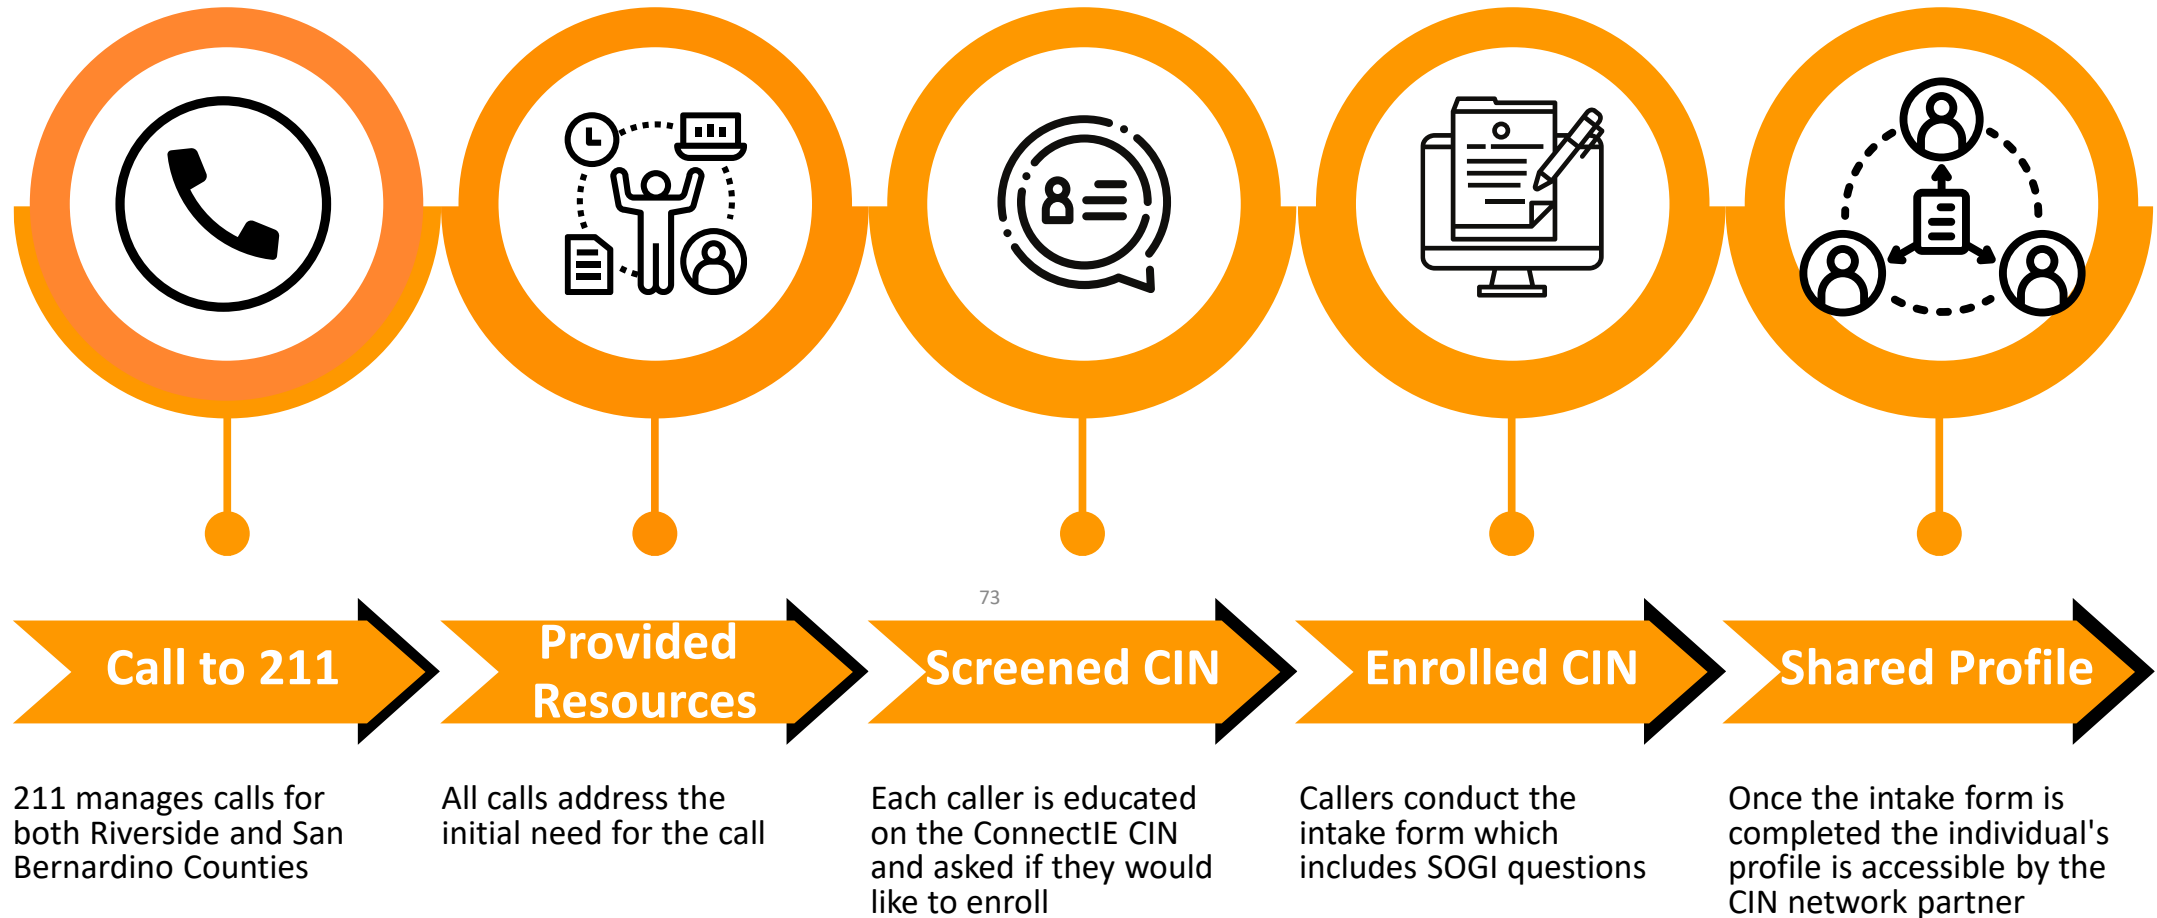 73
Call to 211
Provided
Resources
Screened CIN
Enrolled CIN
Shared Profile
211 manages calls for
both Riverside and San
Bernardino Counties
All calls address the
initial need for the call
Each caller is educated
on the ConnectIE CIN
and asked if they would
like to enroll
Callers conduct the
intake form which
includes SOGI questions
Once the intake form is
completed the individual's
profile is accessible by the
CIN network partner